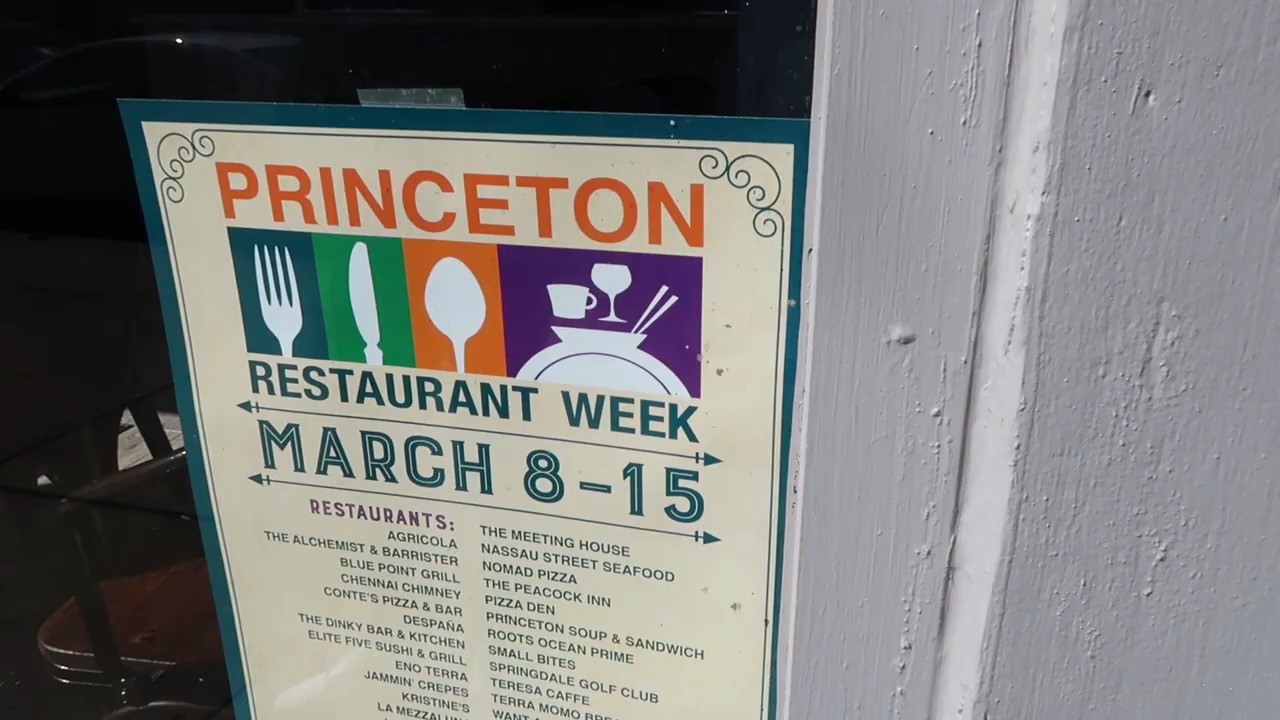 PRINCETON
RESTAURANT WEEK
MARCH 8-15
RESTAURANTS:
AGRICOLA
THE ALCHEMIST & BARRISTER
BLUE POINT GRILL
CHENNAI CHIMNEY
CONTE'S PIZZA & BAR
DESPAÑA
THE DINKY BAR & KITCHEN
ELITE FIVE SUSHI & GRILL
ENO TERRA
JAMMIN' CREPES
KRISTINE'S
LA
THE MEETING HOUSE
NASSAU STREET SEAFOOD
NOMAD PIZZA
THE PEACOCK INN
PIZZA DEN
PRINCETON SOUP & SANDWICH
ROOTS OCEAN PRIME
SMALL BITES
SPRINGDALE GOLF CLUB
TERESA CAFFE
TERRA MOMO
WANT